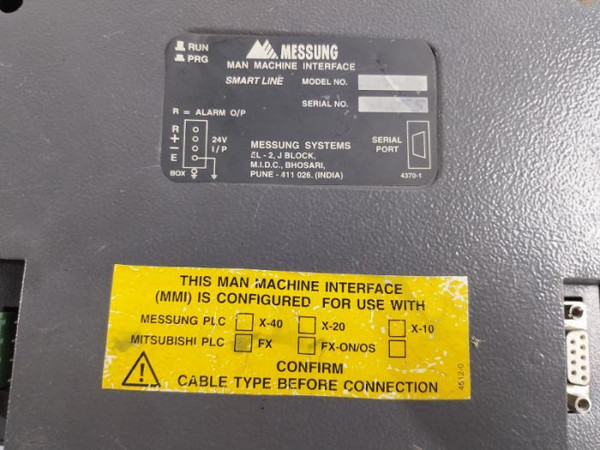 RUN
PRG
MESSUNG
MAN MACHINE INTERFACE
SMART LINE MODEL NO.
SERIAL NO.
R = ALARM O/P
R
+ 24V
- I/P
E
BOX
MESSUNG SYSTEMS
EL - 2, J BLOCK,
M.I.D.C., BHOSARI,
PUNE - 411 026. (INDIA)
SERIAL
PORT
4370-1
THIS MAN MACHINE INTERFACE
(MMI) IS CONFIGURED FOR USE WITH
MESSUNG PLC X-40 X-20 X-10
MITSUBISHI PLC FX FX-ON/OS
CONFIRM
CABLE TYPE BEFORE CONNECTION
4612-0